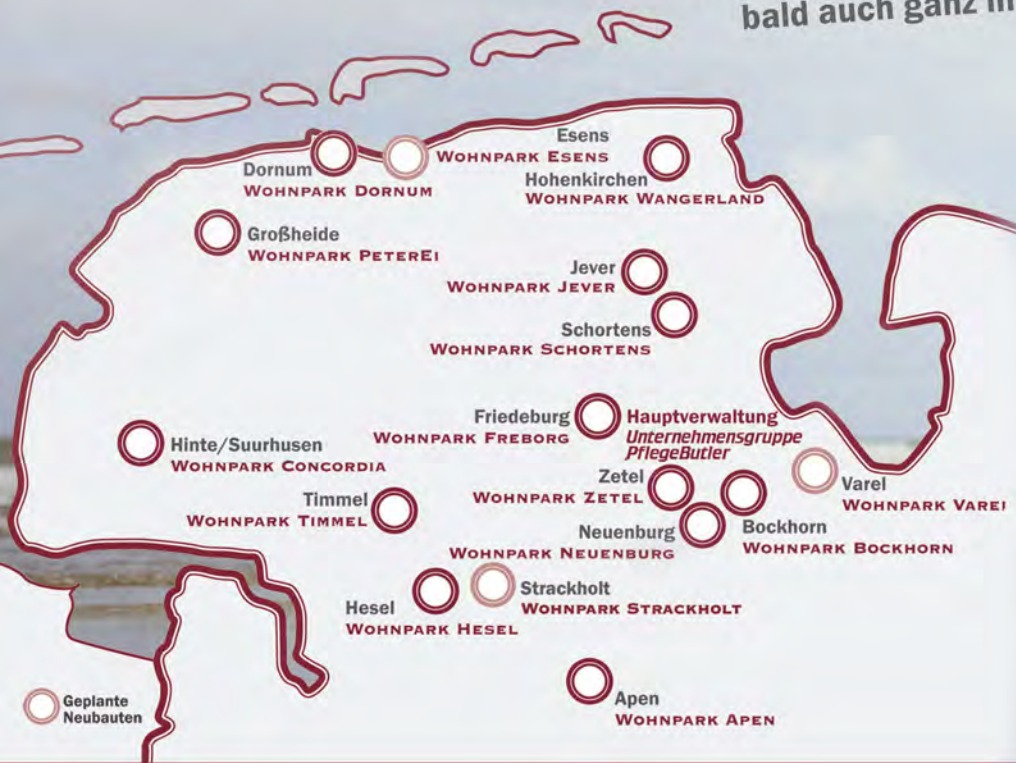 bald auch ganz in
Esens
WOHNPARK ESENS
Dornum
WOHNPARK DORNUM
Hohenkirchen
WOHNPARK WANGERLAND
Großheide
WOHNPARK PETEREI
Jever
WOHNPARK JEVER
Schortens
WOHNPARK SCHORTENS
Friedeburg
WOHNPARK FREBORG
Hauptverwaltung
Unternehmensgruppe
PflegeButler
Hinte/Suurhusen
WOHNPARK CONCORDIA
Zetel
WOHNPARK ZETEL
Varel
WOHNPARK VAREL
Timmel
WOHNPARK TIMMEL
Neuenburg
WOHNPARK NEUENBURG
Bockhorn
WOHNPARK BOCKHORN
Strackholt
WOHNPARK STRACKHOLT
Hesel
WOHNPARK HESEL
Apen
WOHNPARK APEN
Geplante
Neubauten